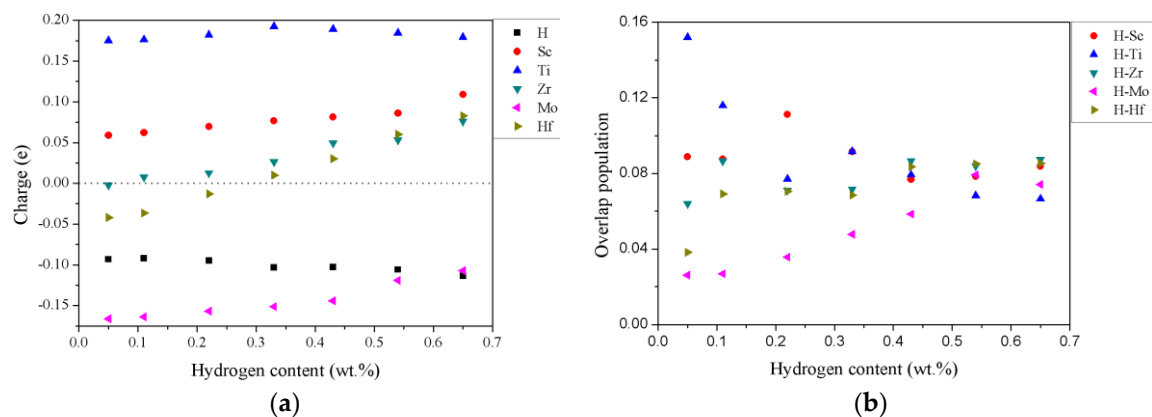 0.20
0.15
0.10
0.05
0.00
-0.05
-0.10
-0.15
Charge (e)
0.0 0.1 0.2 0.3 0.4 0.5 0.6 0.7
Hydrogen content (wt.%)
H
Sc
Ti
Zr
Mo
Hf
(a)
0.16
0.12
0.08
0.04
0.00
Overlap population
0.0 0.1 0.2 0.3 0.4 0.5 0.6 0.7
Hydrogen content (wt.%)
H-Sc
H-Ti
H-Zr
H-Mo
H-Hf
(b)